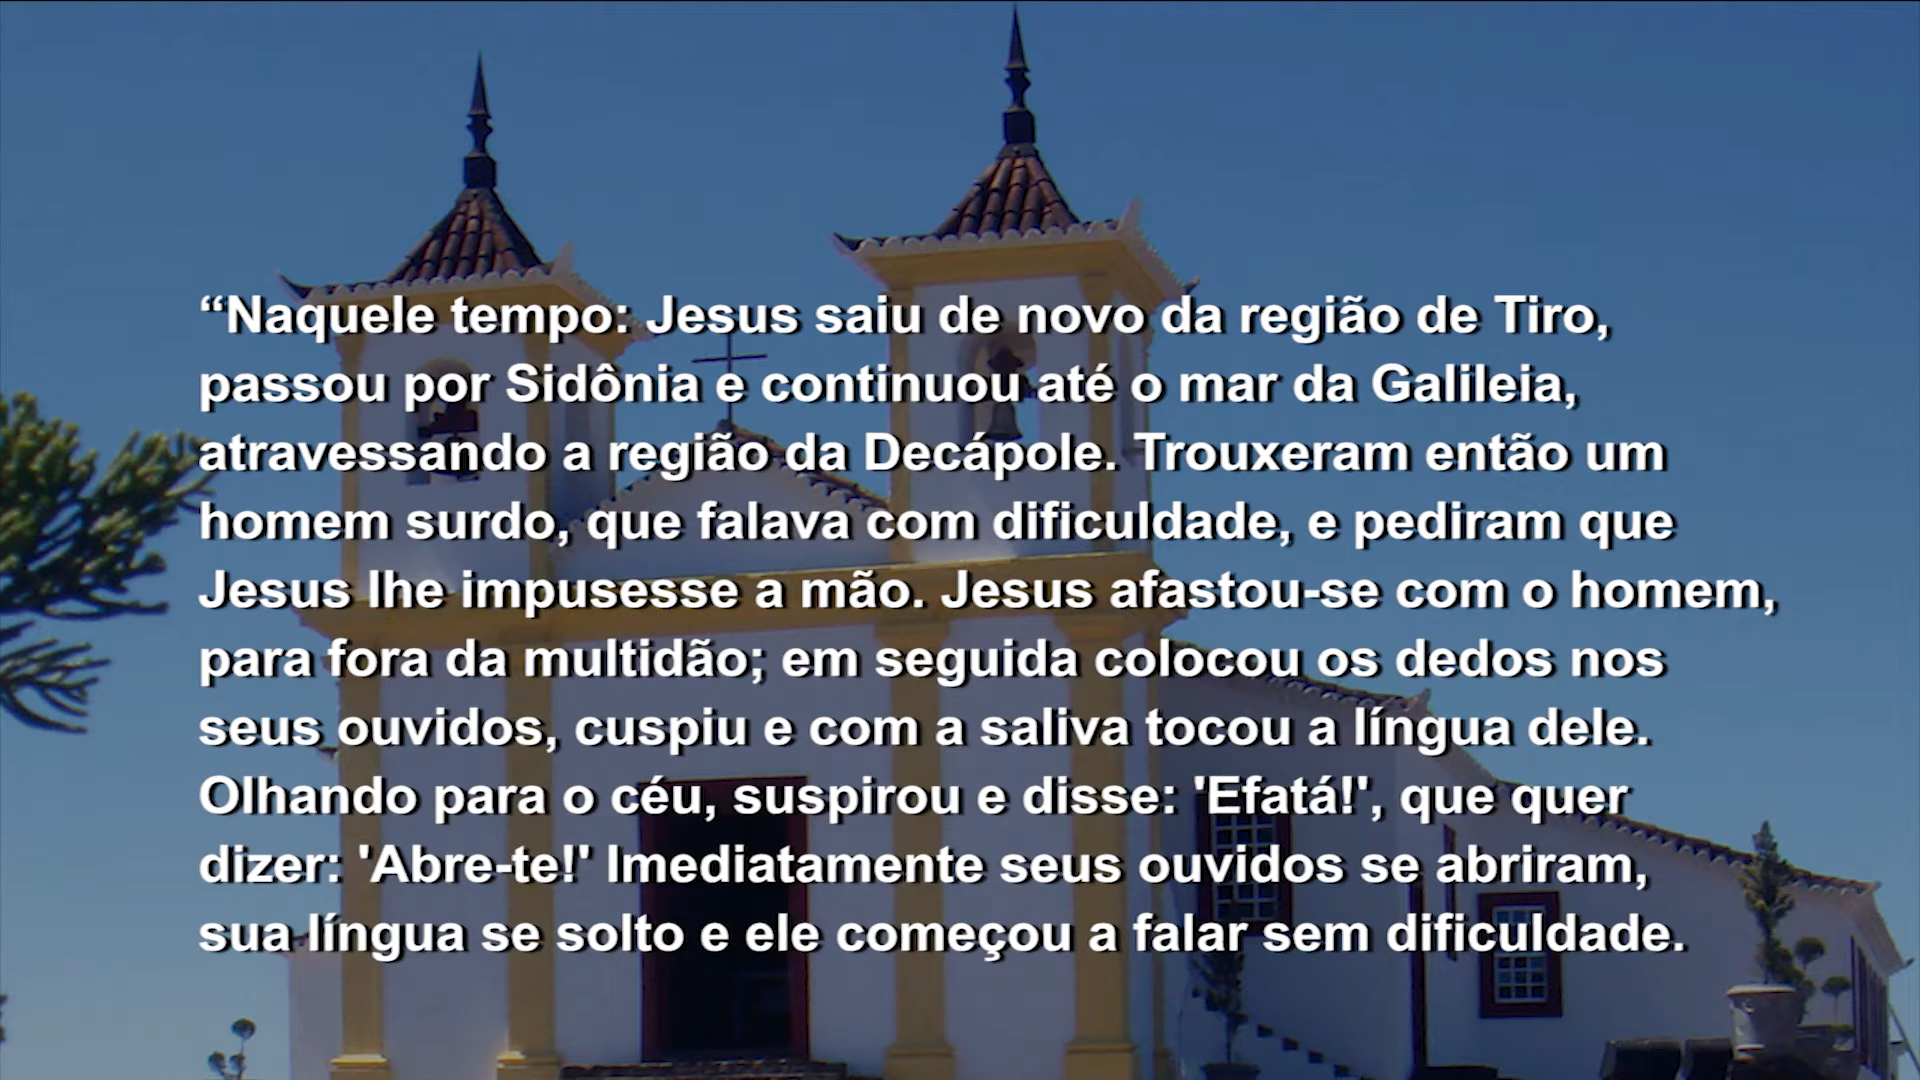 “Naquele tempo: Jesus saiu de novo da região de Tiro,
passou por Sidônia e continuou até o mar da Galileia,
atravessando a região da Decápole. Trouxeram então um
homem surdo, que falava com dificuldade, e pediram que
Jesus lhe impusesse a mão. Jesus afastou-se com o homem,
para fora da multidão; em seguida colocou os dedos nos
seus ouvidos, cuspiu e com a saliva tocou a língua dele.
Olhando para o céu, suspirou e disse: 'Efatá!', que quer
dizer: 'Abre-te!' Imediatamente seus ouvidos se abriram,
sua língua se solto e ele começou a falar sem dificuldade.